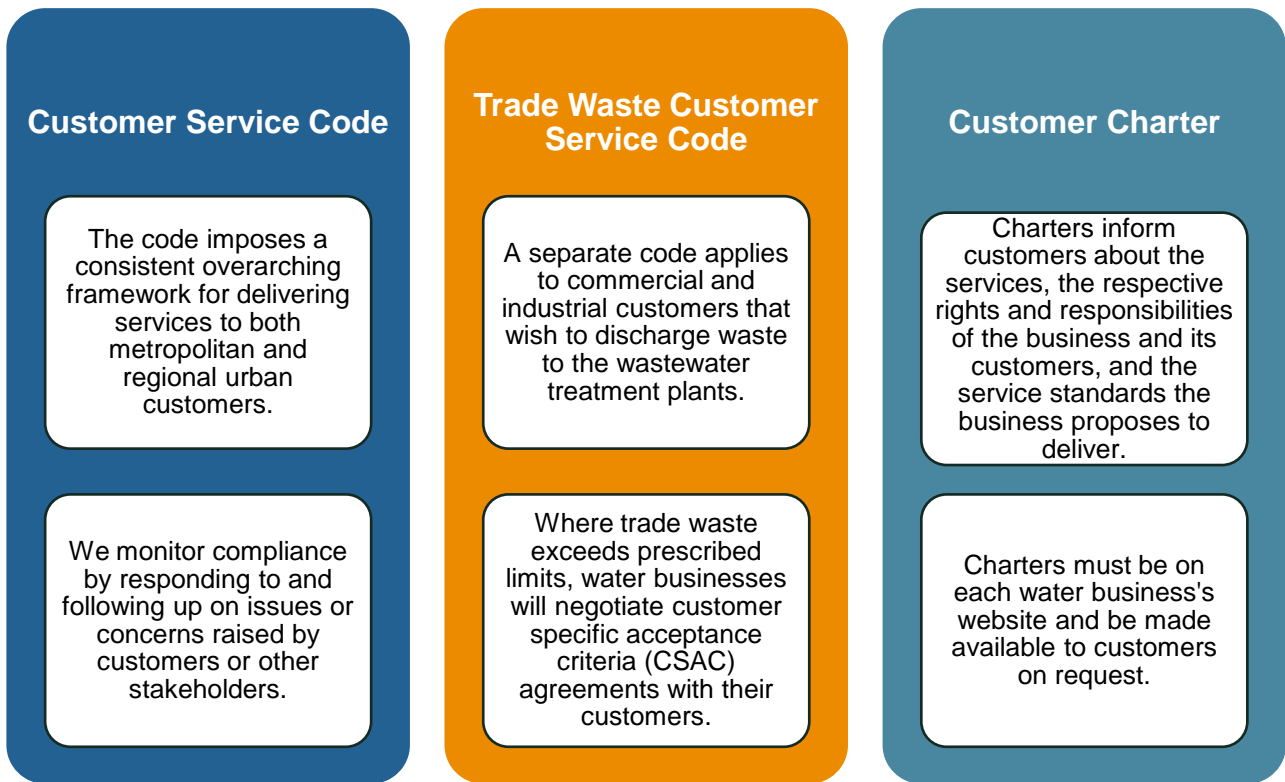 Customer Service Code
The code imposes a
consistent overarching
framework for delivering
services to both
metropolitan and
regional urban
customers.
We monitor compliance
by responding to and
following up on issues or
concerns raised by
customers or other
stakeholders.
Trade Waste Customer
Service Code
A separate code applies
to commercial and
industrial customers that
wish to discharge waste
to the wastewater
treatment plants.
Where trade waste
exceeds prescribed
limits, water businesses
will negotiate customer
specific acceptance
criteria (CSAC)
agreements with their
customers.
Customer Charter
Charters inform
customers about the
services, the respective
rights and responsibilities
of the business and its
customers, and the
service standards the
business proposes to
deliver.
Charters must be on
each water business's
website and be made
available to customers
on request.